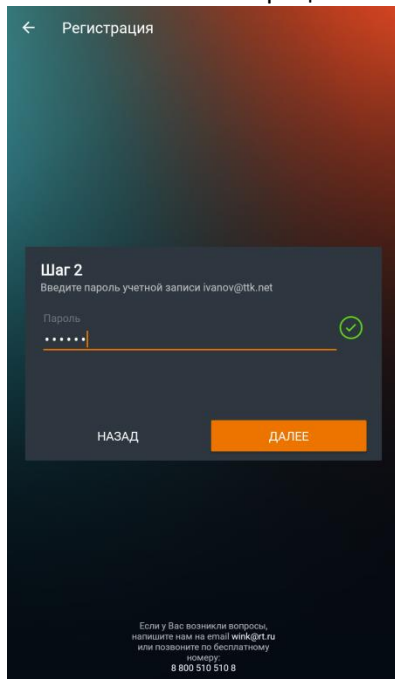 Регистрация
Шаг 2
Введите пароль учетной записи ivanov@ttk.net
Пароль
••••••
НАЗАД
ДАЛЕЕ
Если у Вас возникли вопросы,
напишите нам на email wink@rt.ru
или позвоните по бесплатному
номеру:
8 800 510 510 8